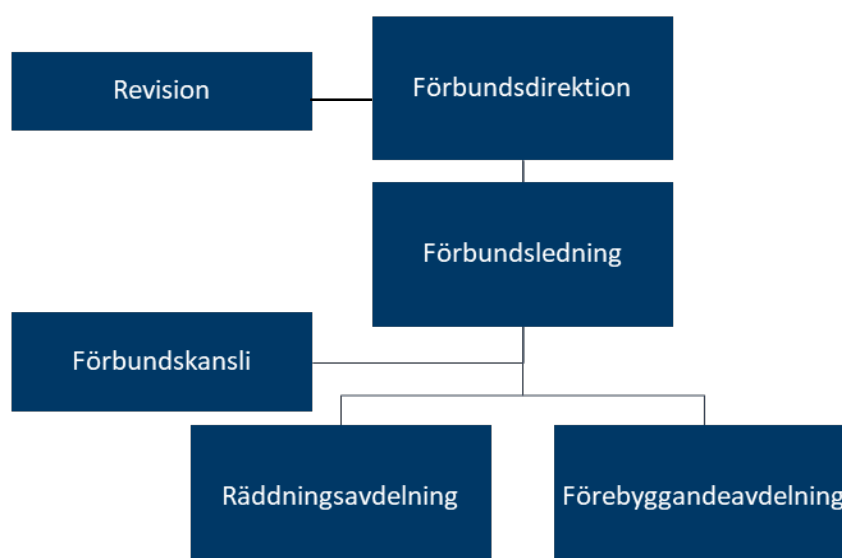 Revision
Förbundsdirektion
Förbundsledning
Förbundskansli
Räddningsavdelning
Förebyggandeavdelning